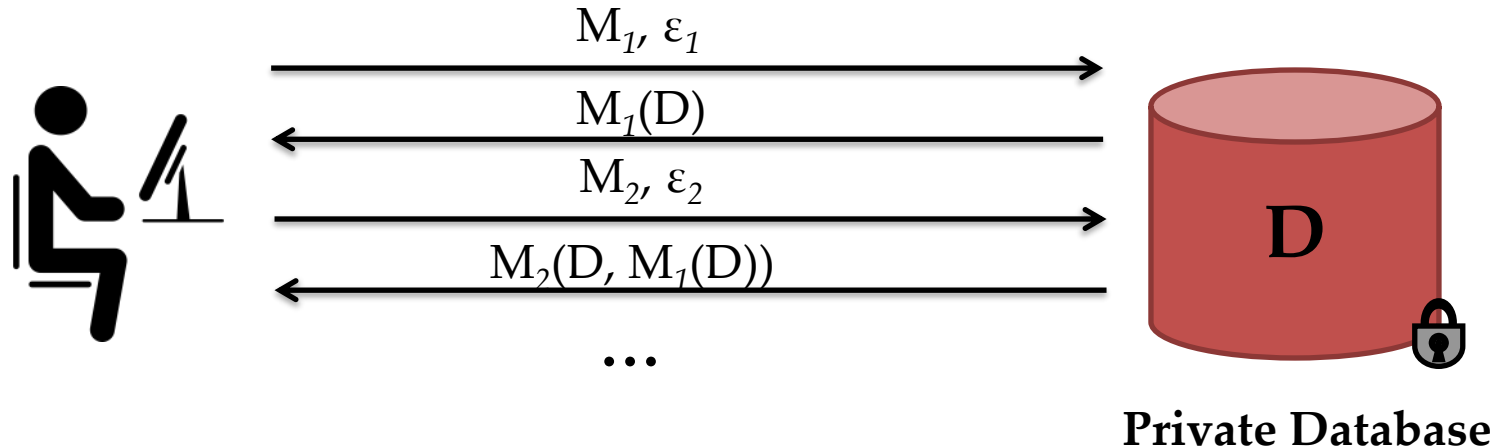 M₁, ε₁
M₁(D)
M₂, ε₂
M₂(D, M₁(D))
...
D
Private Database